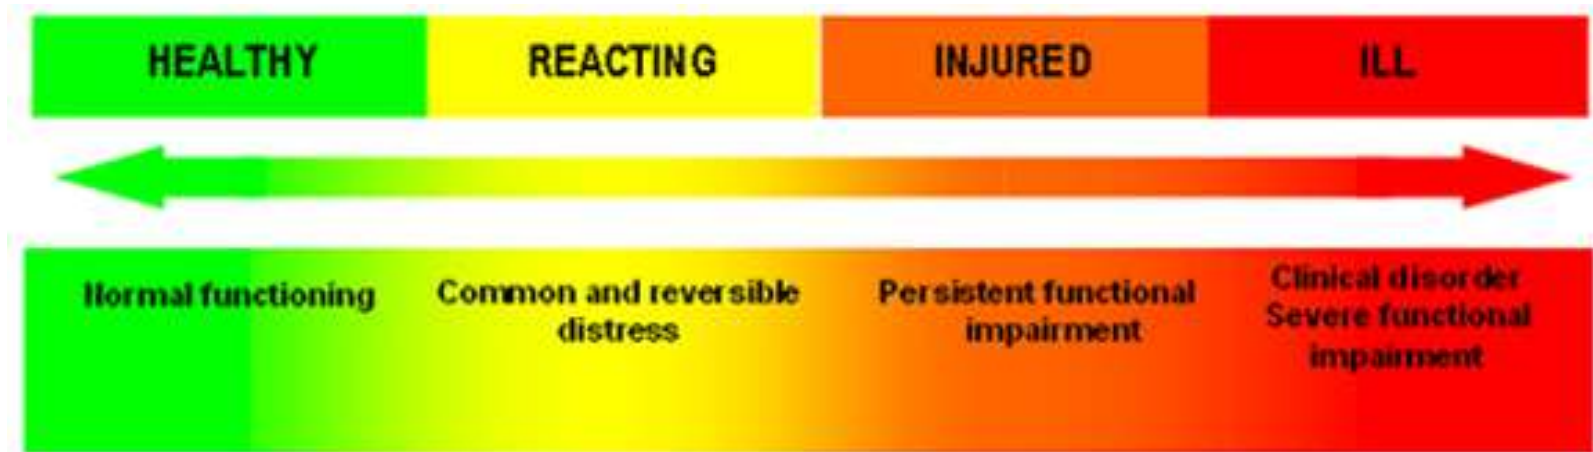 HEALTHY REACTING INJURED ILL
Normal functioning
Common and reversible
distress
Persistent functional
impairment
Clinical disorder
Severe functional
impairment